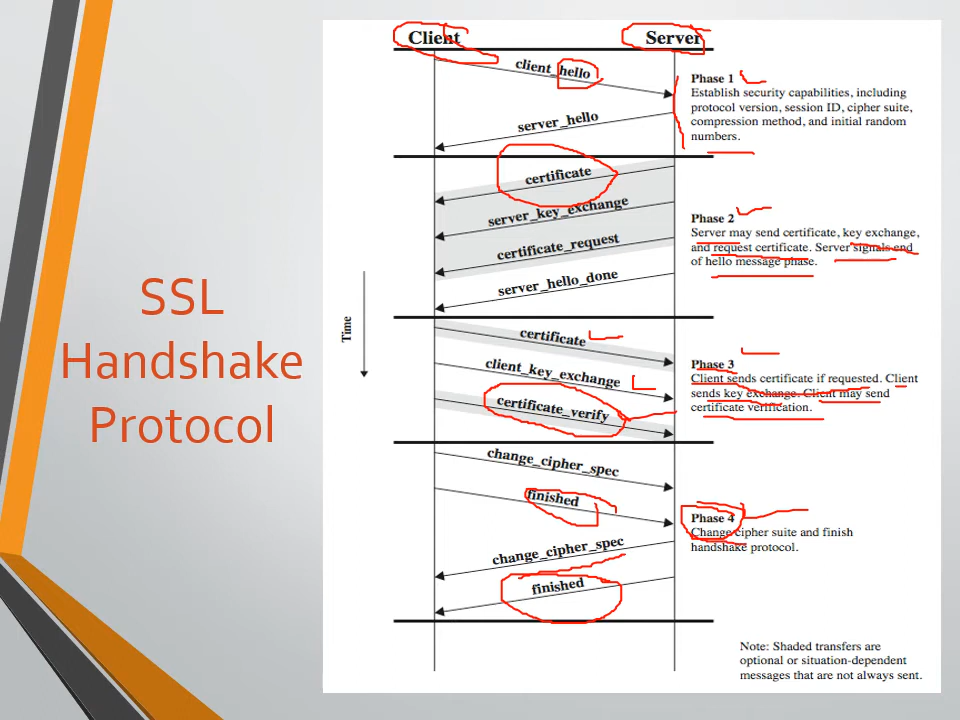 SSL
Handshake
Protocol
Client
Server
client_hello
server_hello
Phase 1
Establish security capabilities, including
protocol version, session ID, cipher suite,
compression method, and initial random
numbers.
certificate
server_key_exchange
certificate_request
server_hello_done
Phase 2
Server may send certificate, key exchange,
and request certificate. Server signals end
of hello message phase.
Time
certificate
client_key_exchange
certificate_verify
Phase 3
Client sends certificate if requested. Client
sends key exchange. Client may send
certificate verification.
change_cipher_spec
finished
change_cipher_spec
finished
Phase 4
Change cipher suite and finish
handshake protocol.
Note: Shaded transfers are
optional or situation-dependent
messages that are not always sent.